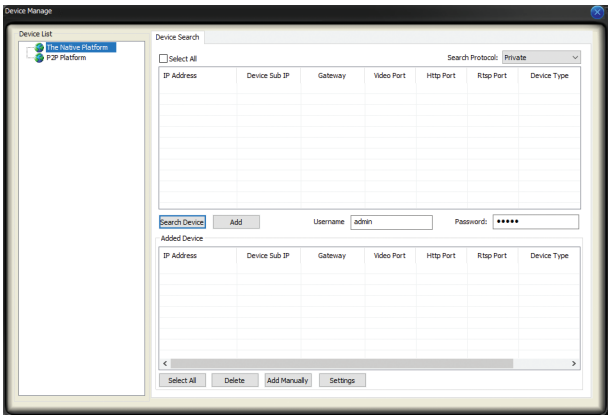 Device Manage
Device List
The Native Platform
P2P Platform
Device Search
Select All
Search Protocol: Private
IP Address Device Sub IP Gateway Video Port Http Port Rtsp Port Device Type
Search Device Add Username admin Password: •••••
Added Device
IP Address Device Sub IP Gateway Video Port Http Port Rtsp Port Device Type
Select All Delete Add Manually Settings